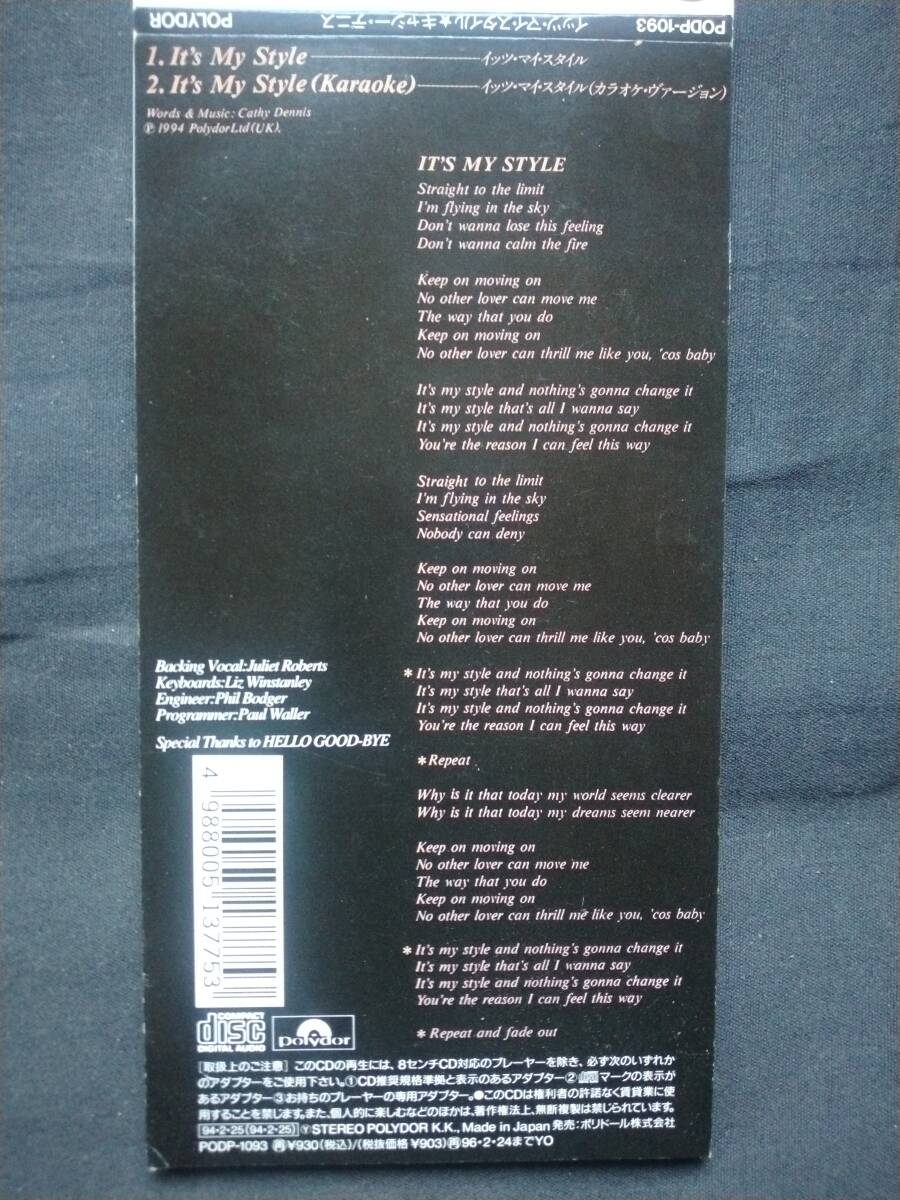 PODP-1093 イッツ・マイ・スタイル★キャシー・デニス POLYDOR
1. It's My Style イッツ・マイ・スタイル
2. It's My Style (Karaoke) イッツ・マイ・スタイル(カラオケ・ヴァージョン)
Words & Music: Cathy Dennis
℗ 1994 Polydor Ltd (UK).
IT'S MY STYLE
Straight to the limit
I'm flying in the sky
Don't wanna lose this feeling
Don't wanna calm the fire
Keep on moving on
No other lover can move me
The way that you do
Keep on moving on
No other lover can thrill me like you, 'cos baby
It's my style and nothing's gonna change it
It's my style that's all I wanna say
It's my style and nothing's gonna change it
You're the reason I can feel this way
Straight to the limit
I'm flying in the sky
Sensational feelings
Nobody can deny
Keep on moving on
No other lover can move me
The way that you do
Keep on moving on
No other lover can thrill me like you, 'cos baby
*It's my style and nothing's gonna change it
It's my style that's all I wanna say
It's my style and nothing's gonna change it
You're the reason I can feel this way
*Repeat
Why is it that today my world seems clearer
Why is it that today my dreams seem nearer
Keep on moving on
No other lover can move me
The way that you do
Keep on moving on
No other lover can thrill me like you, 'cos baby
*It's my style and nothing's gonna change it
It's my style that's all I wanna say
It's my style and nothing's gonna change it
You're the reason I can feel this way
*Repeat and fade out
Backing Vocal:Juliet Roberts
Keyboards:Liz Winstanley
Engineer:Phil Bodger
Programmer:Paul Waller
Special Thanks to HELLO GOOD-BYE
4 988005 137753
COMPACT disc DIGITAL AUDIO
polydor
[取扱上のご注意] このCDの再生には、8センチCD対応のプレーヤーを除き、必ず次のいずれか
のアダプターをご使用下さい。①CD推奨規格準拠と表示のあるアダプター② マークの表示が
あるアダプター③お持ちのプレーヤーの専用アダプター。●このCDは権利者の許諾なく賃貸業に使
用することを禁じます。また、個人的に楽しむなどのほかは、著作権法上、無断複製は禁じられています。
[94・2・25(94・2・25)] Ⓨ STEREO POLYDOR K.K., Made in Japan 発売:ポリドール株式会社
PODP-1093 ㊢¥930(税込)/(税抜価格 ¥903)再96・2・24までYO